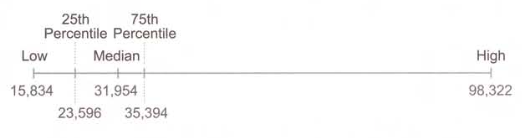 25th 75th
Percentile Percentile
Low Median High
15,834 31,954 98,322
23,596 35,394